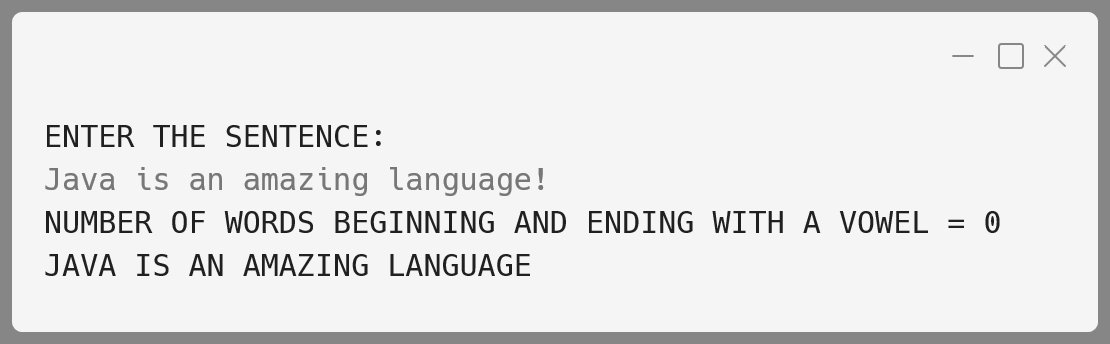 ENTER THE SENTENCE:
Java is an amazing language!
NUMBER OF WORDS BEGINNING AND ENDING WITH A VOWEL = 0
JAVA IS AN AMAZING LANGUAGE